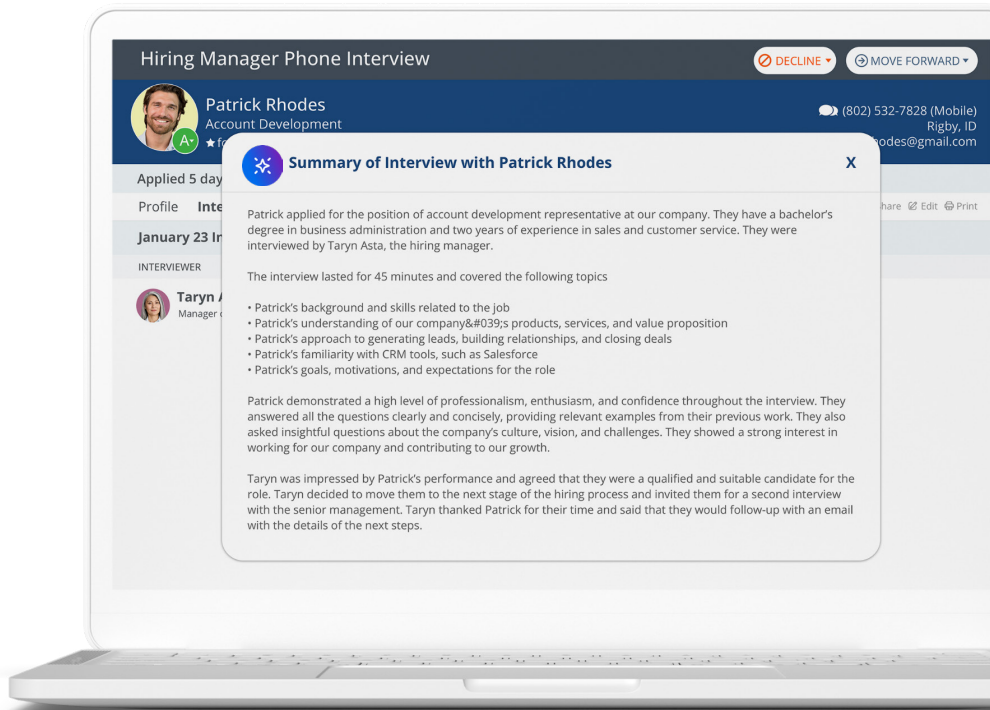 Hiring Manager Phone Interview
DECLINE
MOVE FORWARD
Patrick Rhodes
Account Development
A
(802) 532-7828 (Mobile)
Rigby, ID
odes@gmail.com
Summary of Interview with Patrick Rhodes
X
Applied 5 day
Profile
Inte
hare
Edit
Print
January 23 In
INTERVIEWER
Taryn A
Manager
Patrick applied for the position of account development representative at our company. They have a bachelor’s
degree in business administration and two years of experience in sales and customer service. They were
interviewed by Taryn Asta, the hiring manager.
The interview lasted for 45 minutes and covered the following topics
• Patrick’s background and skills related to the job
• Patrick’s understanding of our company&#039;s products, services, and value proposition
• Patrick’s approach to generating leads, building relationships, and closing deals
• Patrick’s familiarity with CRM tools, such as Salesforce
• Patrick’s goals, motivations, and expectations for the role
Patrick demonstrated a high level of professionalism, enthusiasm, and confidence throughout the interview. They
answered all the questions clearly and concisely, providing relevant examples from their previous work. They also
asked insightful questions about the company’s culture, vision, and challenges. They showed a strong interest in
working for our company and contributing to our growth.
Taryn was impressed by Patrick’s performance and agreed that they were a qualified and suitable candidate for the
role. Taryn decided to move them to the next stage of the hiring process and invited them for a second interview
with the senior management. Taryn thanked Patrick for their time and said that they would follow-up with an email
with the details of the next steps.